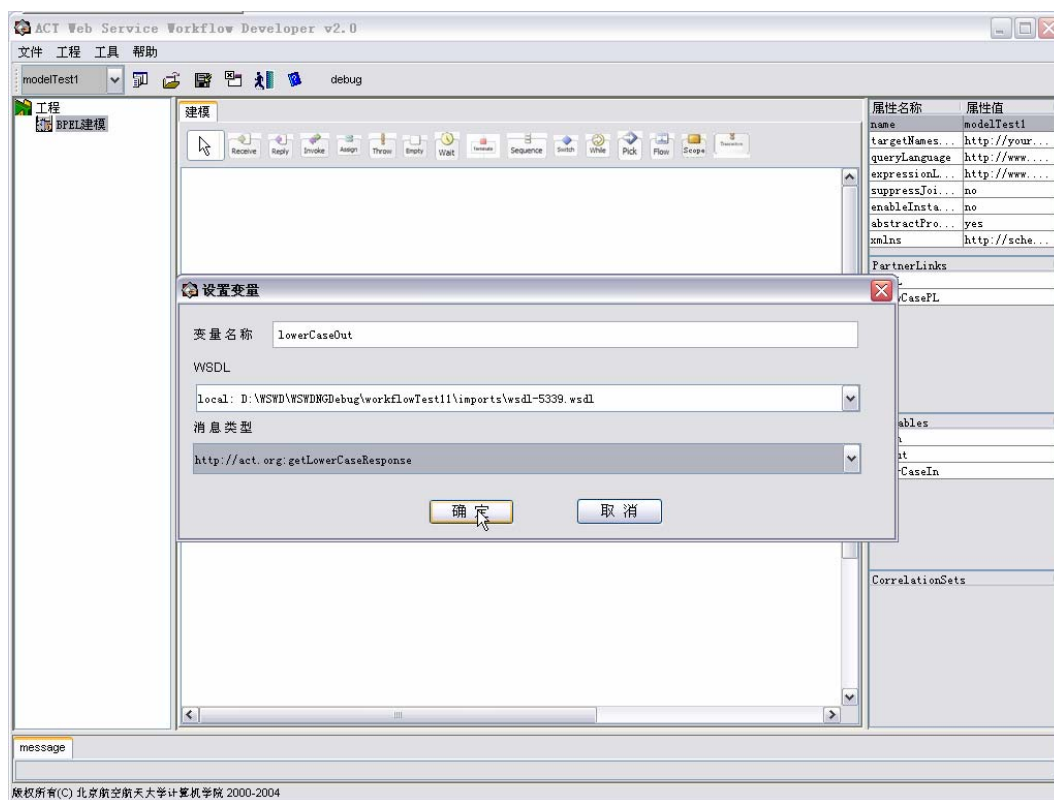 ACT Web Service Workflow Developer v2.0
文件 工程 工具 帮助
modelTest1 debug
工程
BPEL建模
建模
Receive Reply Invoke Assign Throw Empty Wait Terminate Sequence Switch While Pick Flow Scope
属性名称 属性值
name modelTest1
targetNames... http://your...
queryLanguage http://www....
expressionL... http://www....
suppressJoi... no
enableInsta... no
abstractPro... yes
xmlns http://sche...
PartnerLinks
CasePL
设置变量
变量名称 lowerCaseOut
WSDL
local: D:\WSWD\WSWDNGDebug\workflowTest11\imports\wsdl-5339.wsdl
消息类型
http://act.org:getLowerCaseResponse
确定 取消
ables
CaseIn
CorrelationSets
message
版权所有(C) 北京航空航天大学计算机学院 2000-2004